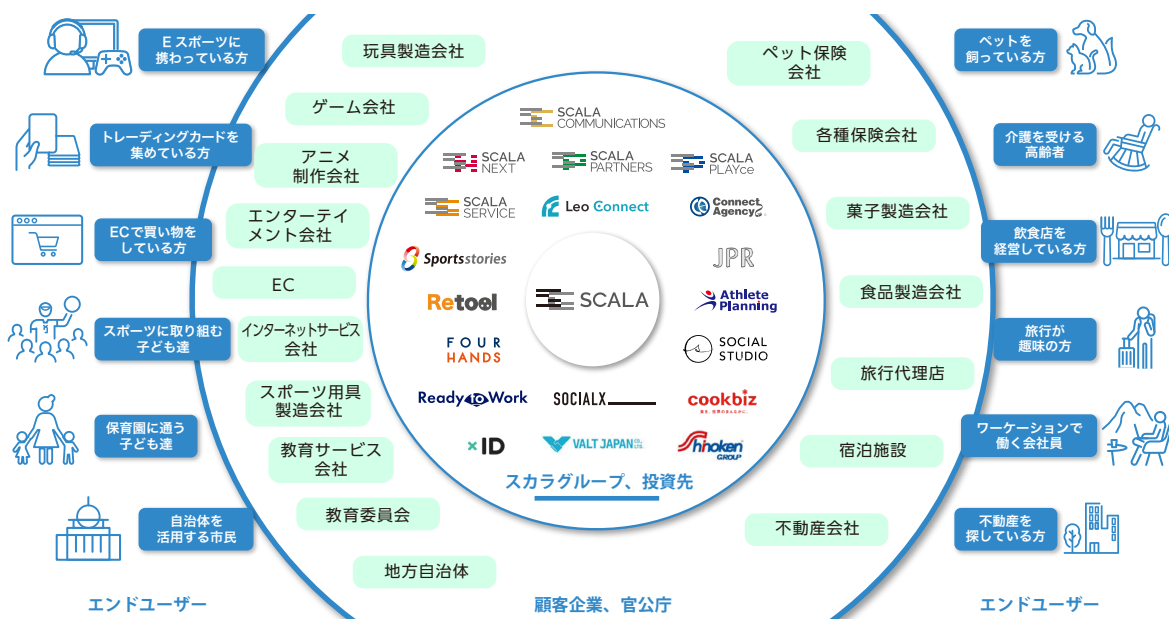 Eスポーツに
携わっている方
トレーディングカードを
集めている方
ECで買い物を
している方
スポーツに取り組む
子ども達
保育園に通う
子ども達
自治体を
活用する市民
エンドユーザー
玩具製造会社
ゲーム会社
アニメ
制作会社
エンターテイ
メント会社
EC
インターネットサービス
会社
スポーツ用具
製造会社
教育サービス
会社
教育委員会
地方自治体
SCALA
COMMUNICATIONS
SCALA
NEXT
SCALA
PARTNERS
SCALA
PLAYce
SCALA
SERVICE
Leo Connect
Connect
Agency
Sportsstories
JPR
Retool
SCALA
Athlete
Planning
FOUR
HANDS
SOCIAL
STUDIO
Ready to Work
SOCIALX
cookbiz
食を、世界のまんなかに。
xID
VALT JAPAN CO., LTD.
Shinoken
GROUP
スカラグループ、投資先
顧客企業、官公庁
ペット保険
会社
各種保険会社
菓子製造会社
食品製造会社
旅行代理店
宿泊施設
不動産会社
ペットを
飼っている方
介護を受ける
高齢者
飲食店を
経営している方
旅行が
趣味の方
ワーケーションで
働く会社員
不動産を
探している方
エンドユーザー